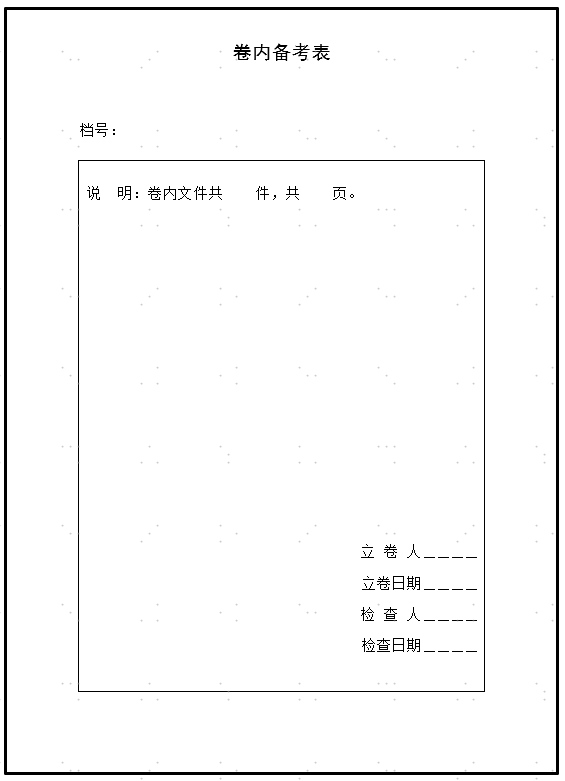 卷内备考表
档号：
说　明：卷内文件共　　件，共　　页。
立 卷 人____
立卷日期____
检 查 人____
检查日期____